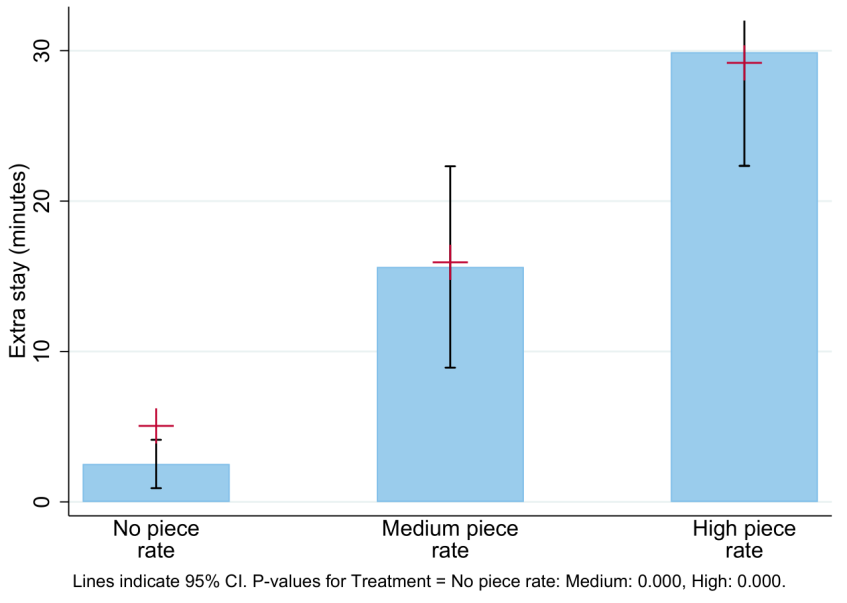 Extra stay (minutes)
30
20
10
0
No piece
rate
Medium piece
rate
High piece
rate
Lines indicate 95% CI. P-values for Treatment = No piece rate: Medium: 0.000, High: 0.000.